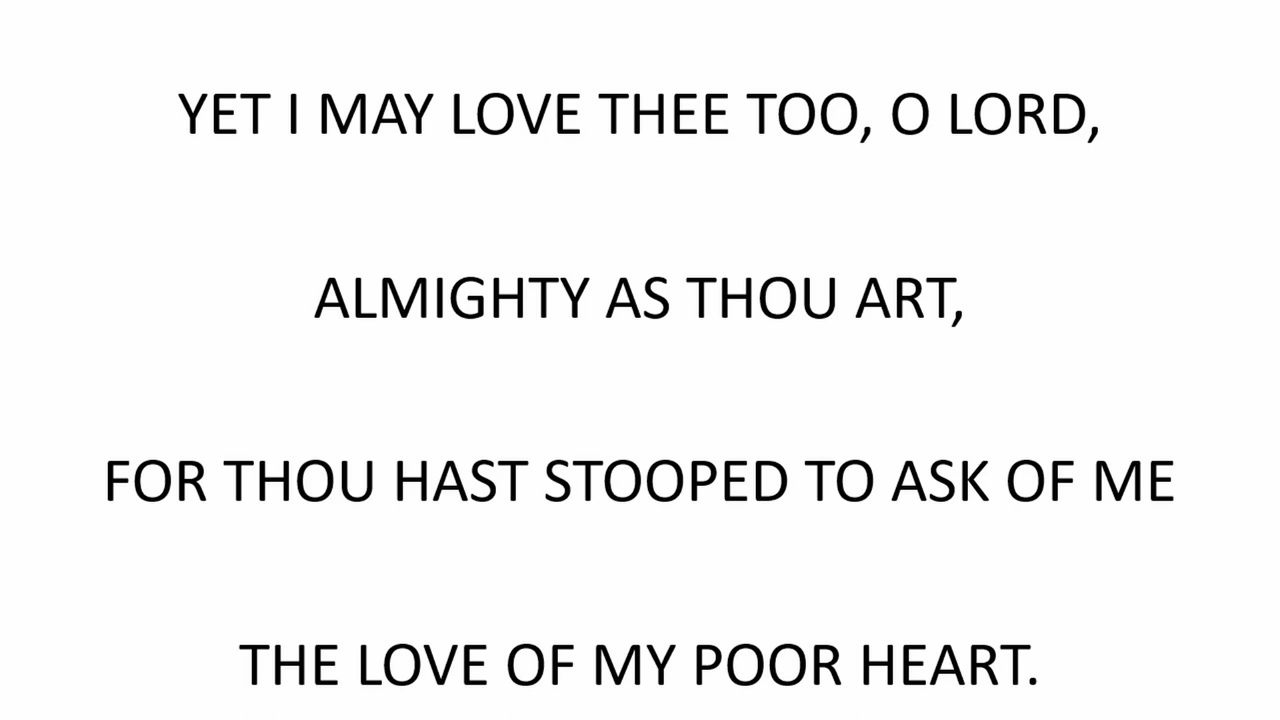 YET I MAY LOVE THEE TOO, O LORD,
ALMIGHTY AS THOU ART,
FOR THOU HAST STOOPED TO ASK OF ME
THE LOVE OF MY POOR HEART.